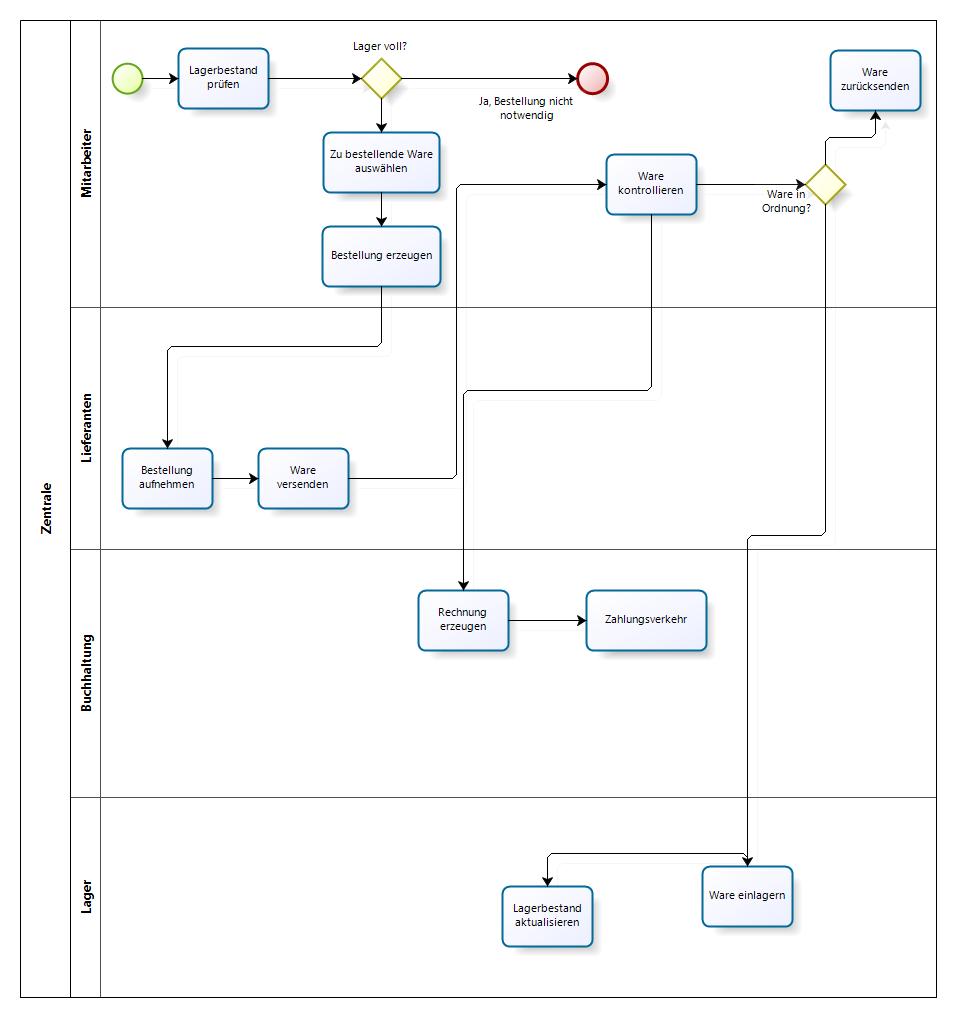 Zentrale
Mitarbeiter
Lager voll?
Lagerbestand
prüfen
Ja, Bestellung nicht
notwendig
Ware
zurücksenden
Zu bestellende Ware
auswählen
Ware
kontrollieren
Ware in
Ordnung?
Bestellung erzeugen
Lieferanten
Bestellung
aufnehmen
Ware
versenden
Buchhaltung
Rechnung
erzeugen
Zahlungsverkehr
Lager
Lagerbestand
aktualisieren
Ware einlagern